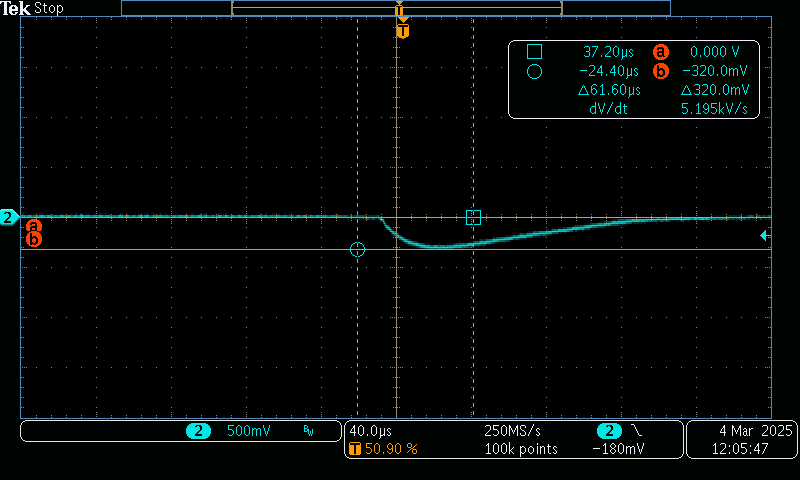 Tek Stop
T
T
37.20µs a 0.000 V
−24.40µs b −320.0mV
Δ61.60µs Δ320.0mV
dV/dt 5.195kV/s
2
a
b
2 500mV BW
40.0µs 250MS/s 2
T 50.90 % 100k points −180mV
4 Mar 2025
12:05:47